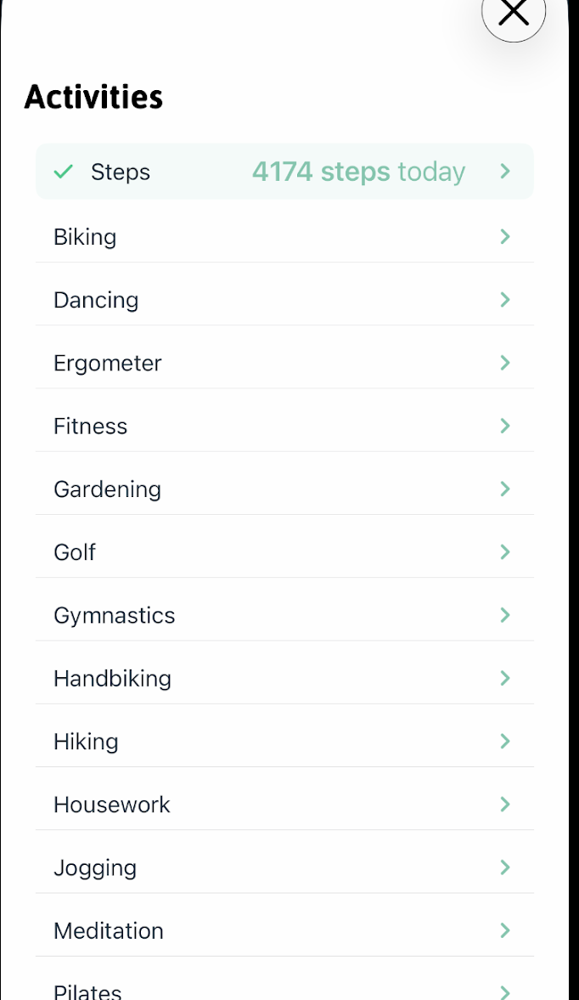 Activities
Steps 4174 steps today
Biking
Dancing
Ergometer
Fitness
Gardening
Golf
Gymnastics
Handbiking
Hiking
Housework
Jogging
Meditation
Pilates